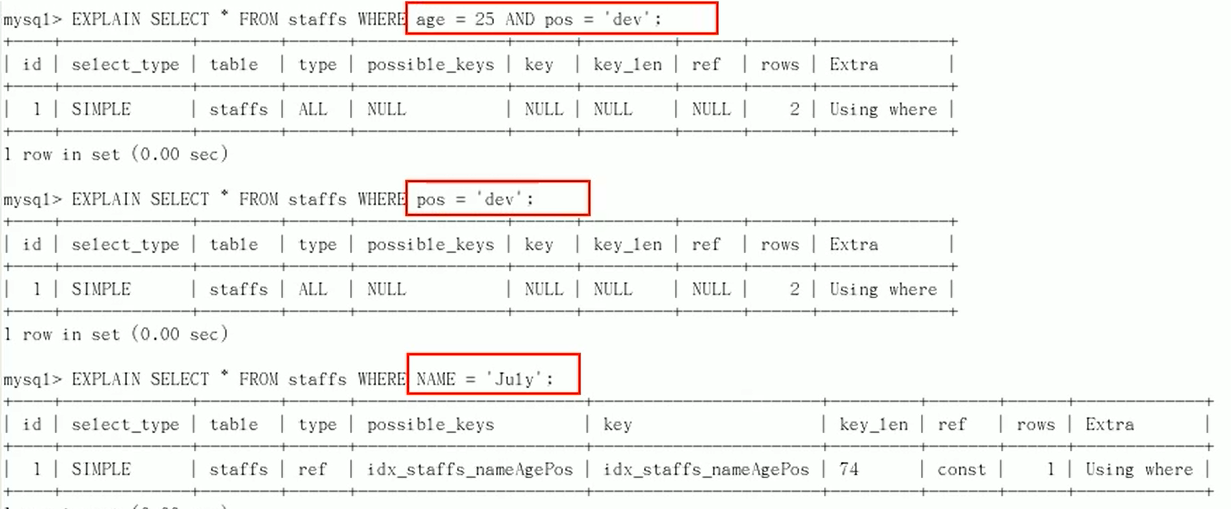 mysql> EXPLAIN SELECT * FROM staffs WHERE age = 25 AND pos = 'dev';
| id | select_type | table | type | possible_keys | key | key_len | ref | rows | Extra |
| 1 | SIMPLE | staffs | ALL | NULL | NULL | NULL | NULL | 2 | Using where |
1 row in set (0.00 sec)
mysql> EXPLAIN SELECT * FROM staffs WHERE pos = 'dev';
| id | select_type | table | type | possible_keys | key | key_len | ref | rows | Extra |
| 1 | SIMPLE | staffs | ALL | NULL | NULL | NULL | NULL | 2 | Using where |
1 row in set (0.00 sec)
mysql> EXPLAIN SELECT * FROM staffs WHERE NAME = 'July';
| id | select_type | table | type | possible_keys | key | key_len | ref | rows | Extra |
| 1 | SIMPLE | staffs | ref | idx_staffs_nameAgePos | idx_staffs_nameAgePos | 74 | const | 1 | Using where |